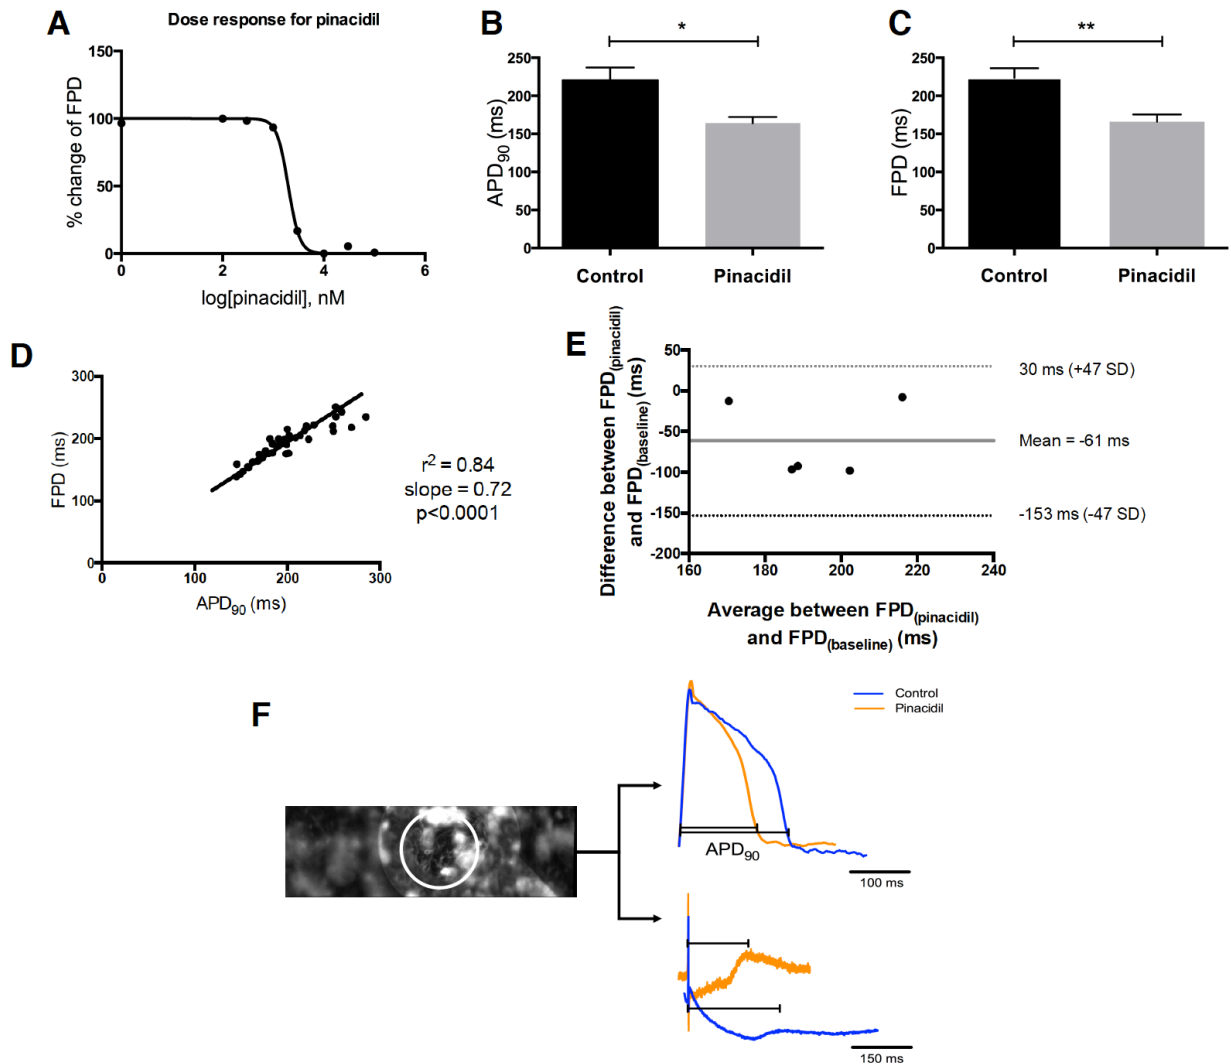 A
Dose response for pinacidil
% change of FPD
150
100
50
0
0
2
4
6
log[pinacidil], nM
B
*
APD90 (ms)
250
200
150
100
50
0
Control
Pinacidil
C
**
FPD (ms)
250
200
150
100
50
0
Control
Pinacidil
D
FPD (ms)
300
200
100
0
0
100
200
300
APD90 (ms)
r2 = 0.84
slope = 0.72
p<0.0001
E
Difference between FPD(pinacidil)
and FPD(baseline) (ms)
50
0
-50
-100
-150
-200
160
180
200
220
240
30 ms (+47 SD)
Mean = -61 ms
-153 ms (-47 SD)
Average between FPD(pinacidil)
and FPD(baseline) (ms)
F
Control
Pinacidil
APD90
100 ms
150 ms